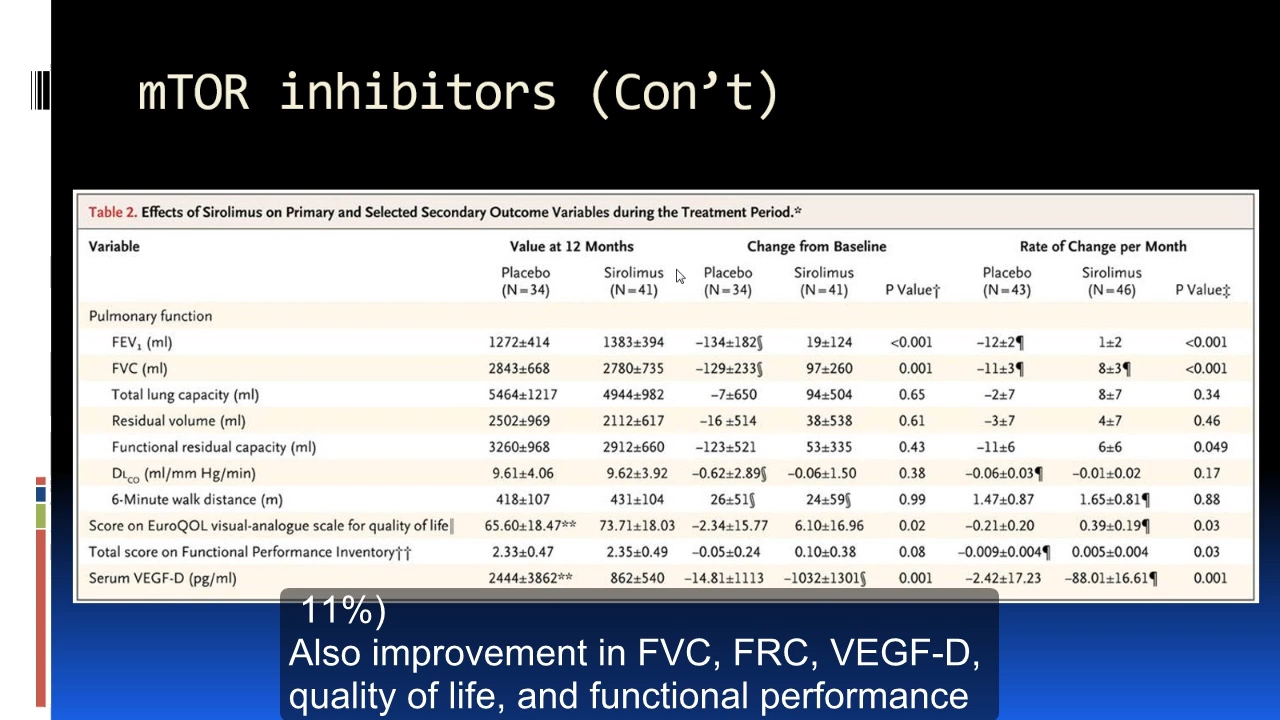 mTOR inhibitors (Con’t)
Table 2. Effects of Sirolimus on Primary and Selected Secondary Outcome Variables during the Treatment Period.*
Variable Value at 12 Months Change from Baseline Rate of Change per Month
Placebo (N=34) Sirolimus (N=41) Placebo (N=34) Sirolimus (N=41) P Value† Placebo (N=43) Sirolimus (N=46) P Value‡
Pulmonary function
FEV₁ (ml) 1272±414 1383±394 −134±182§ 19±124 <0.001 −12±2¶ 1±2 <0.001
FVC (ml) 2843±668 2780±735 −129±233§ 97±260 0.001 −11±3¶ 8±3¶ <0.001
Total lung capacity (ml) 5464±1217 4944±982 −7±650 94±504 0.65 −2±7 8±7 0.34
Residual volume (ml) 2502±969 2112±617 −16 ±514 38±538 0.61 −3±7 4±7 0.46
Functional residual capacity (ml) 3260±968 2912±660 −123±521 53±335 0.43 −11±6 6±6 0.049
DLCO (ml/mm Hg/min) 9.61±4.06 9.62±3.92 −0.62±2.89§ −0.06±1.50 0.38 −0.06±0.03¶ −0.01±0.02 0.17
6-Minute walk distance (m) 418±107 431±104 26±51§ 24±59§ 0.99 1.47±0.87 1.65±0.81¶ 0.88
Score on EuroQOL visual-analogue scale for quality of life‖ 65.60±18.47** 73.71±18.03 −2.34±15.77 6.10±16.96 0.02 −0.21±0.20 0.39±0.19¶ 0.03
Total score on Functional Performance Inventory†† 2.33±0.47 2.35±0.49 −0.05±0.24 0.10±0.38 0.08 −0.009±0.004¶ 0.005±0.004 0.03
Serum VEGF-D (pg/ml) 2444±3862** 862±540 −14.81±1113 −1032±1301§ 0.001 −2.42±17.23 −88.01±16.61¶ 0.001
11%)
Also improvement in FVC, FRC, VEGF-D,
quality of life, and functional performance